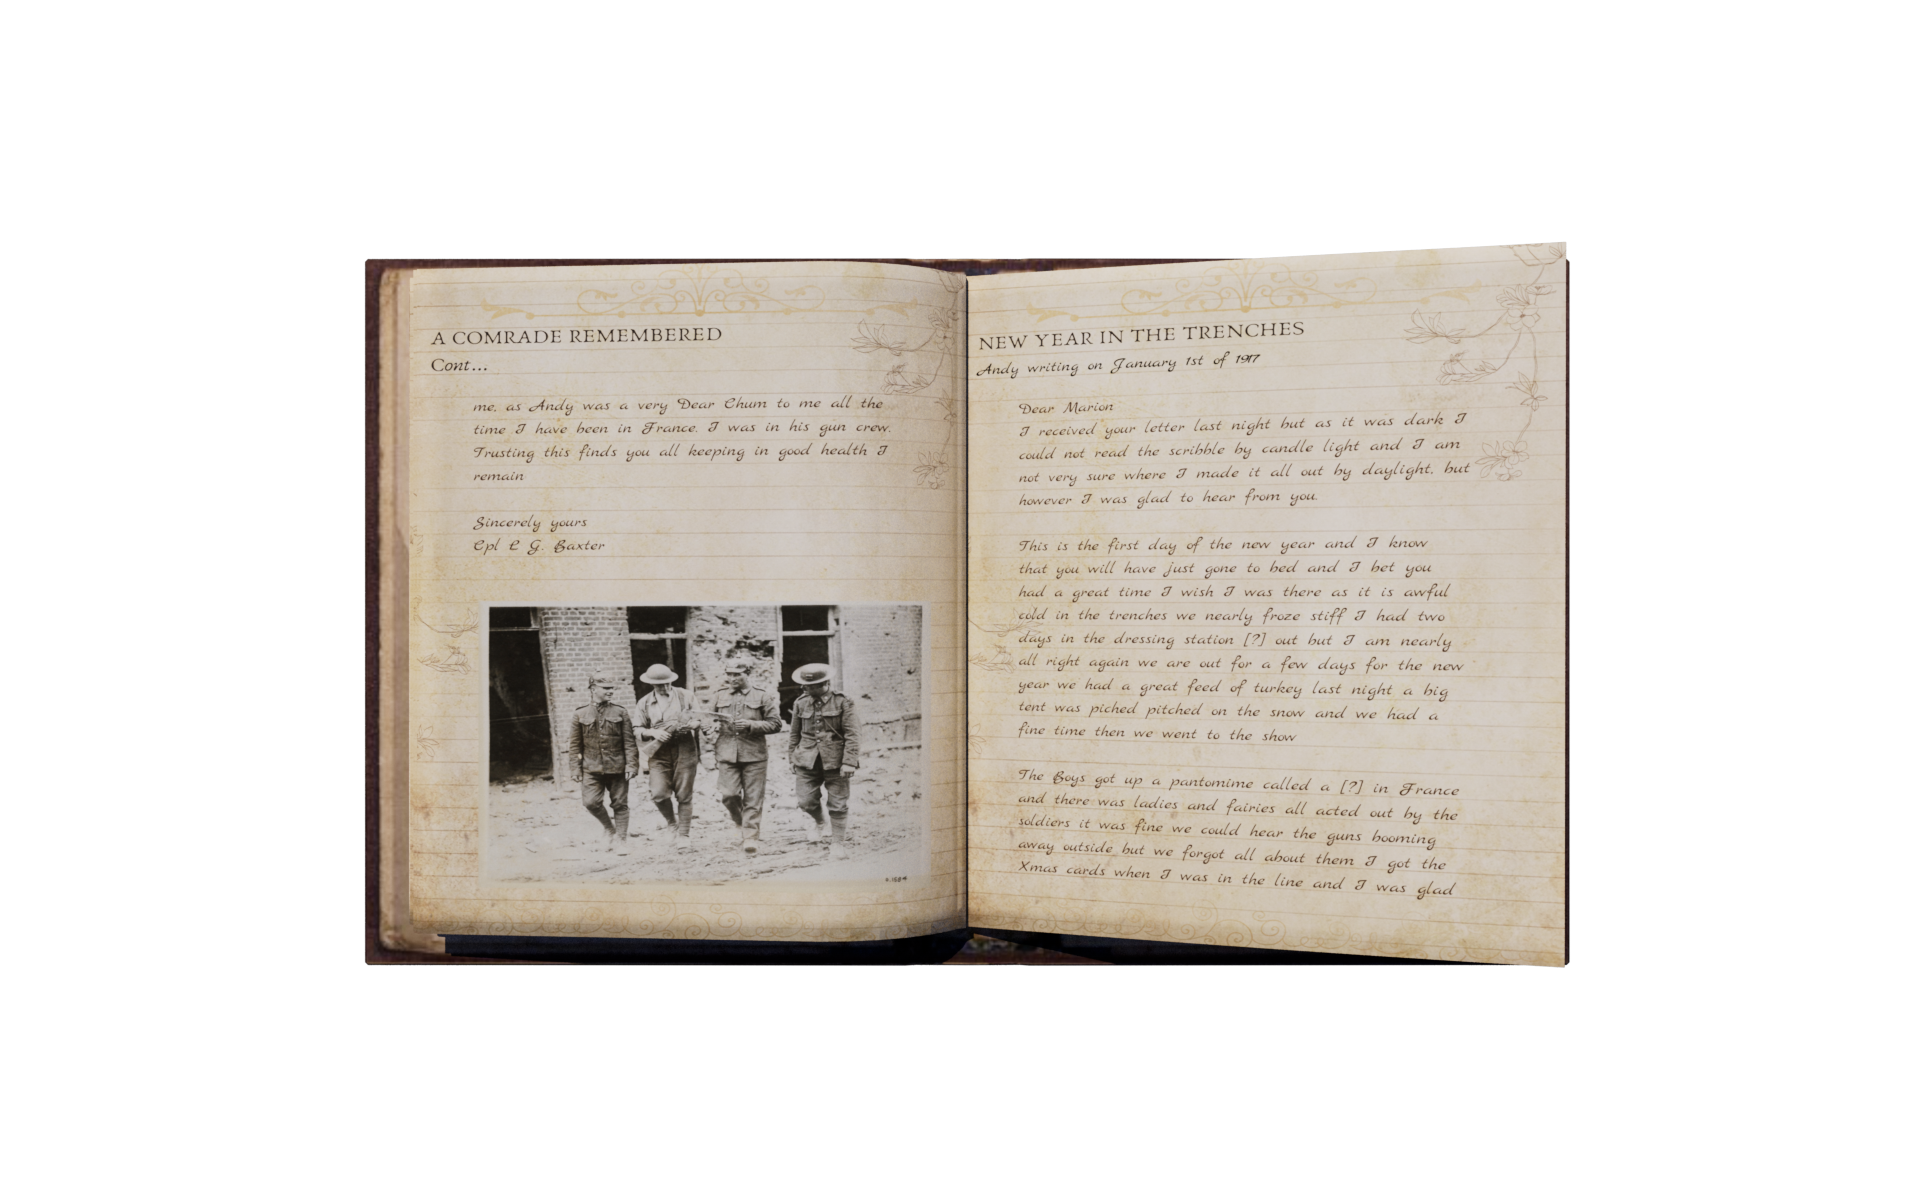 A COMRADE REMEMBERED
Cont...
me, as Andy was a very Dear Chum to me all the
time I have been in France. I was in his gun crew.
Trusting this finds you all keeping in good health I
remain
Sincerely yours
Cpl C G. Baxter
NEW YEAR IN THE TRENCHES
Andy writing on January 1st of 1917
Dear Marion
I received your letter last night but as it was dark I
could not read the scribble by candle light and I am
not very sure where I made it all out by daylight, but
however I was glad to hear from you.
This is the first day of the new year and I know
that you will have just gone to bed and I bet you
had a great time I wish I was there as it is awful
cold in the trenches we nearly froze stiff I had two
days in the dressing station [?] out but I am nearly
all right again we are out for a few days for the new
year we had a great feed of turkey last night a big
tent was piched pitched on the snow and we had a
fine time then we went to the show
The Boys got up a pantomime called a [?] in France
and there was ladies and fairies all acted out by the
soldiers it was fine we could hear the guns booming
away outside but we forgot all about them I got the
Xmas cards when I was in the line and I was glad